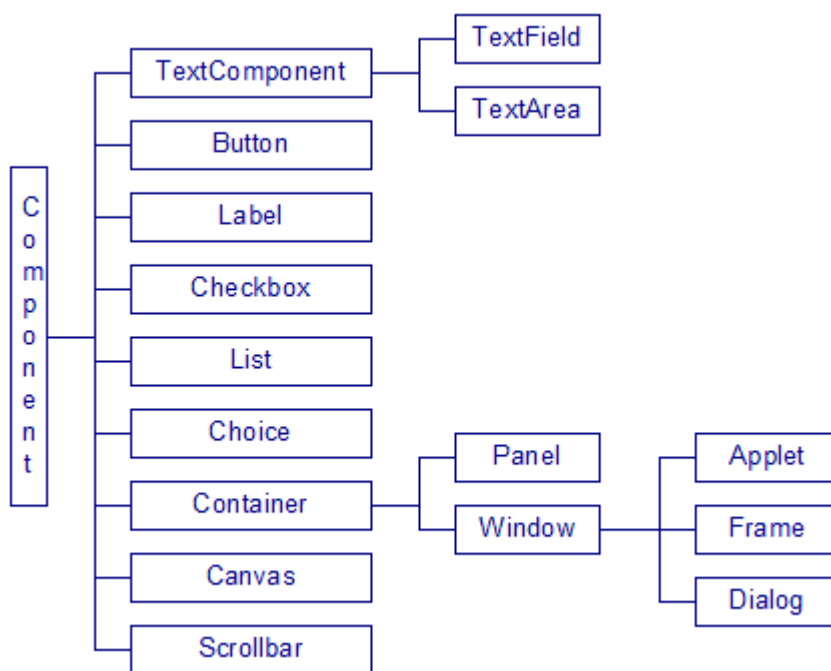 Component
TextComponent
TextField
TextArea
Button
Label
Checkbox
List
Choice
Container
Panel
Window
Applet
Frame
Dialog
Canvas
Scrollbar